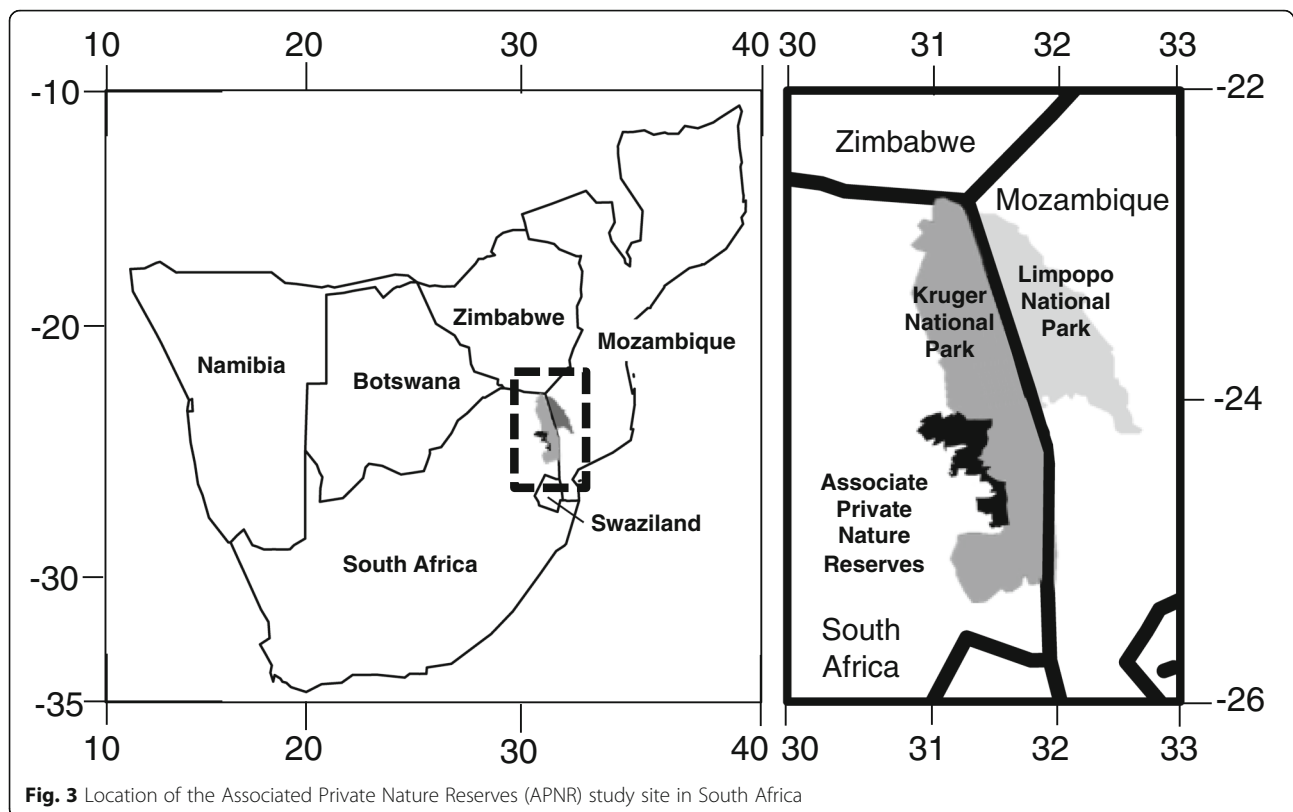 10 20 30 40
-10
-20
-30
-35
Zimbabwe
Mozambique
Namibia
Botswana
Swaziland
South Africa
10 20 30 40
30 31 32 33
-22
Zimbabwe
Mozambique
Limpopo
National
Park
Kruger
National
Park
-24
Associate
Private
Nature
Reserves
South
Africa
-26
30 31 32 33
Fig. 3 Location of the Associated Private Nature Reserves (APNR) study site in South Africa